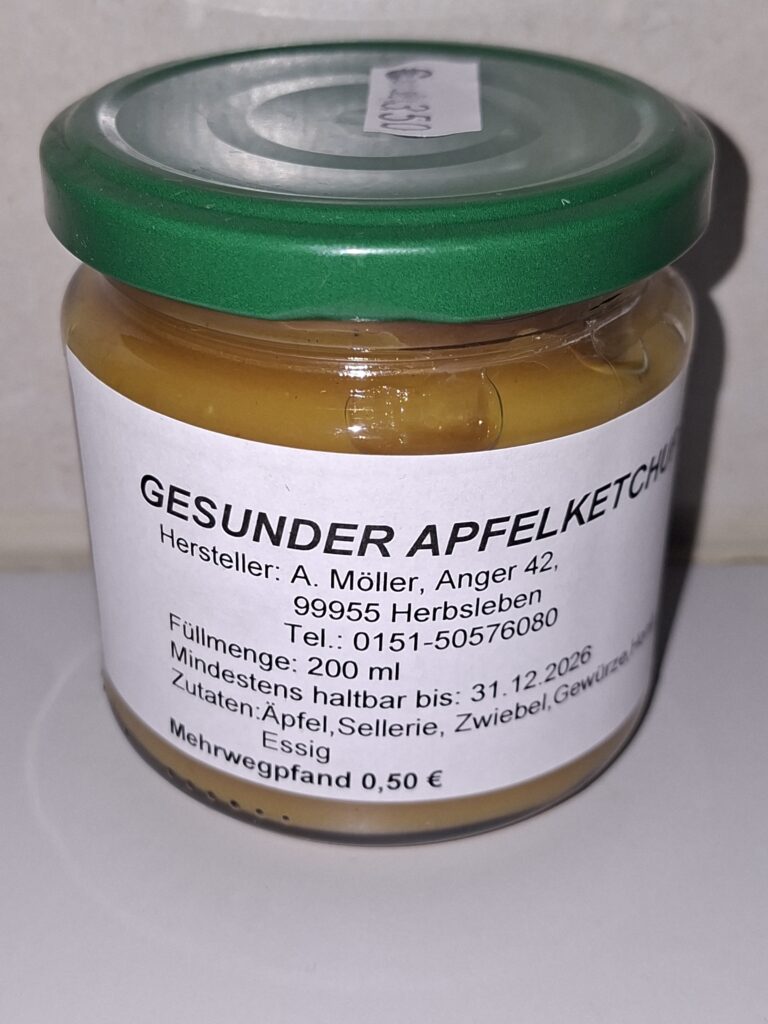 350
GESUNDER APFELKETCHUP
Hersteller: A. Möller, Anger 42,
99955 Herbsleben
Tel.: 0151-50576080
Füllmenge: 200 ml
Mindestens haltbar bis: 31.12.2026
Zutaten:Äpfel,Sellerie, Zwiebel,Gewürze,
Essig
Mehrwegpfand 0,50 €